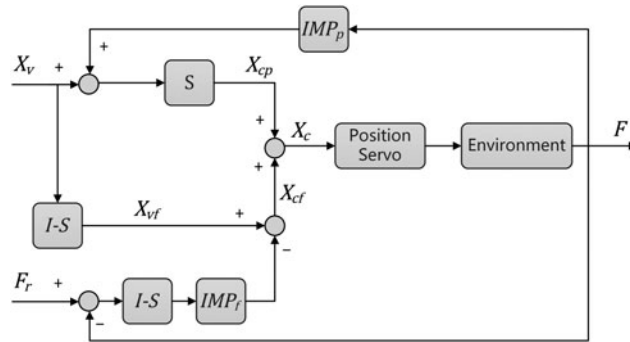 IMP_p
+
X_v
+
S
X_cp
+
X_c
Position
Servo
Environment
F
+
X_cf
I-S
X_vf
+
−
F_r
+
I-S
IMP_f
−